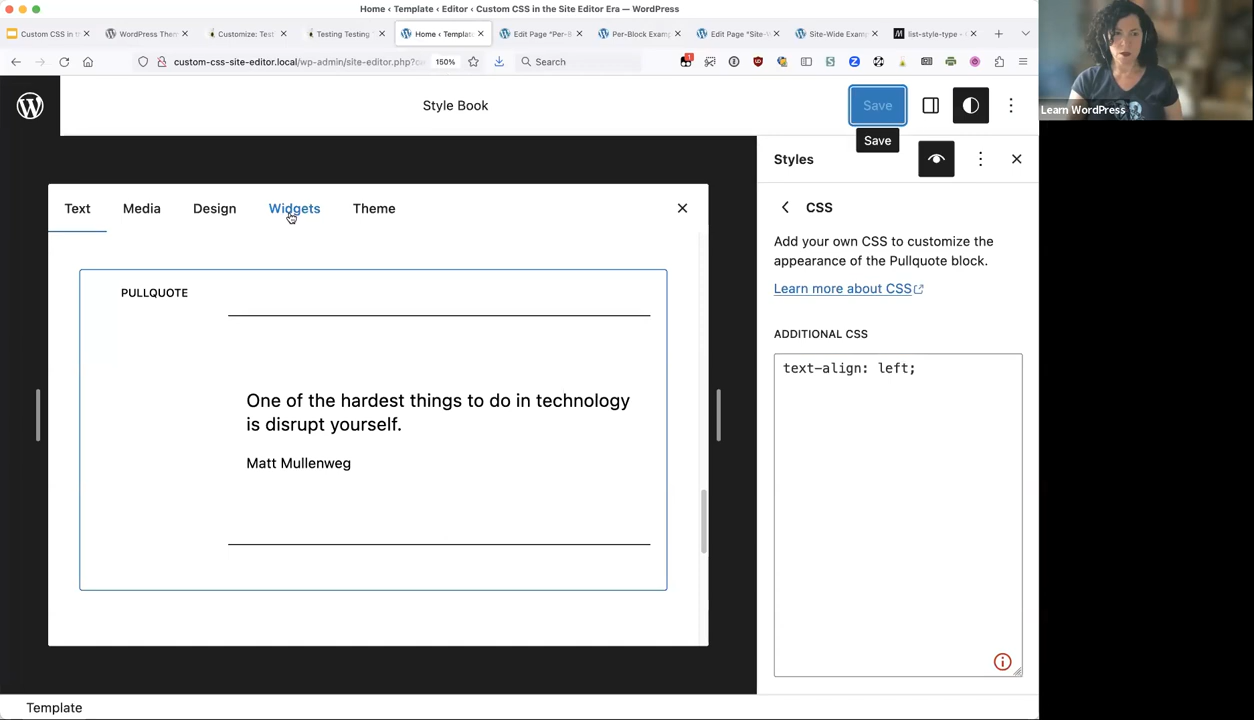 Home ‹ Template ‹ Editor ‹ Custom CSS in the Site Editor Era — WordPress
Custom CSS in t
WordPress Them
Customize: Test
Testing Testing
Home ‹ Templat
Edit Page "Per-B
Per-Block Examp
Edit Page "Site-W
Site-Wide Examp
list-style-type -
custom-css-site-editor.local/wp-admin/site-editor.php?
150%
Search
1
Style Book
Save
Learn WordPress
Save
Styles
Text
Media
Design
Widgets
Theme
CSS
Add your own CSS to customize the
appearance of the Pullquote block.
Learn more about CSS
PULLQUOTE
ADDITIONAL CSS
text-align: left;
One of the hardest things to do in technology
is disrupt yourself.
Matt Mullenweg
Template